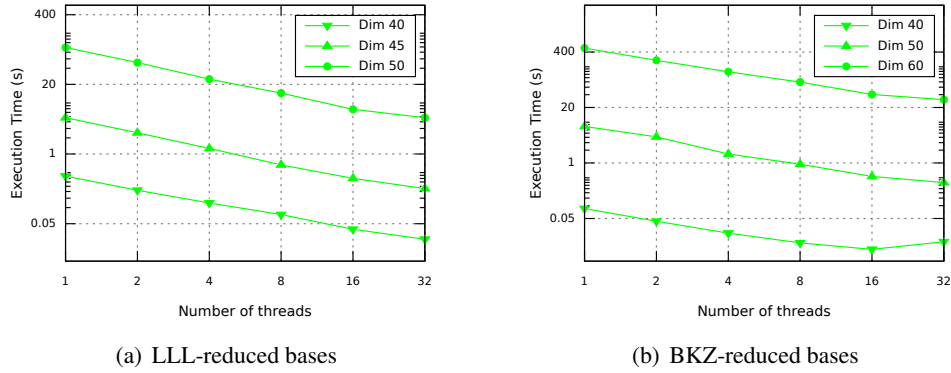 400
20
1
0.05
Execution Time (s)
Dim 40
Dim 45
Dim 50
1 2 4 8 16 32
Number of threads
(a) LLL-reduced bases
400
20
1
0.05
Execution Time (s)
Dim 40
Dim 50
Dim 60
1 2 4 8 16 32
Number of threads
(b) BKZ-reduced bases